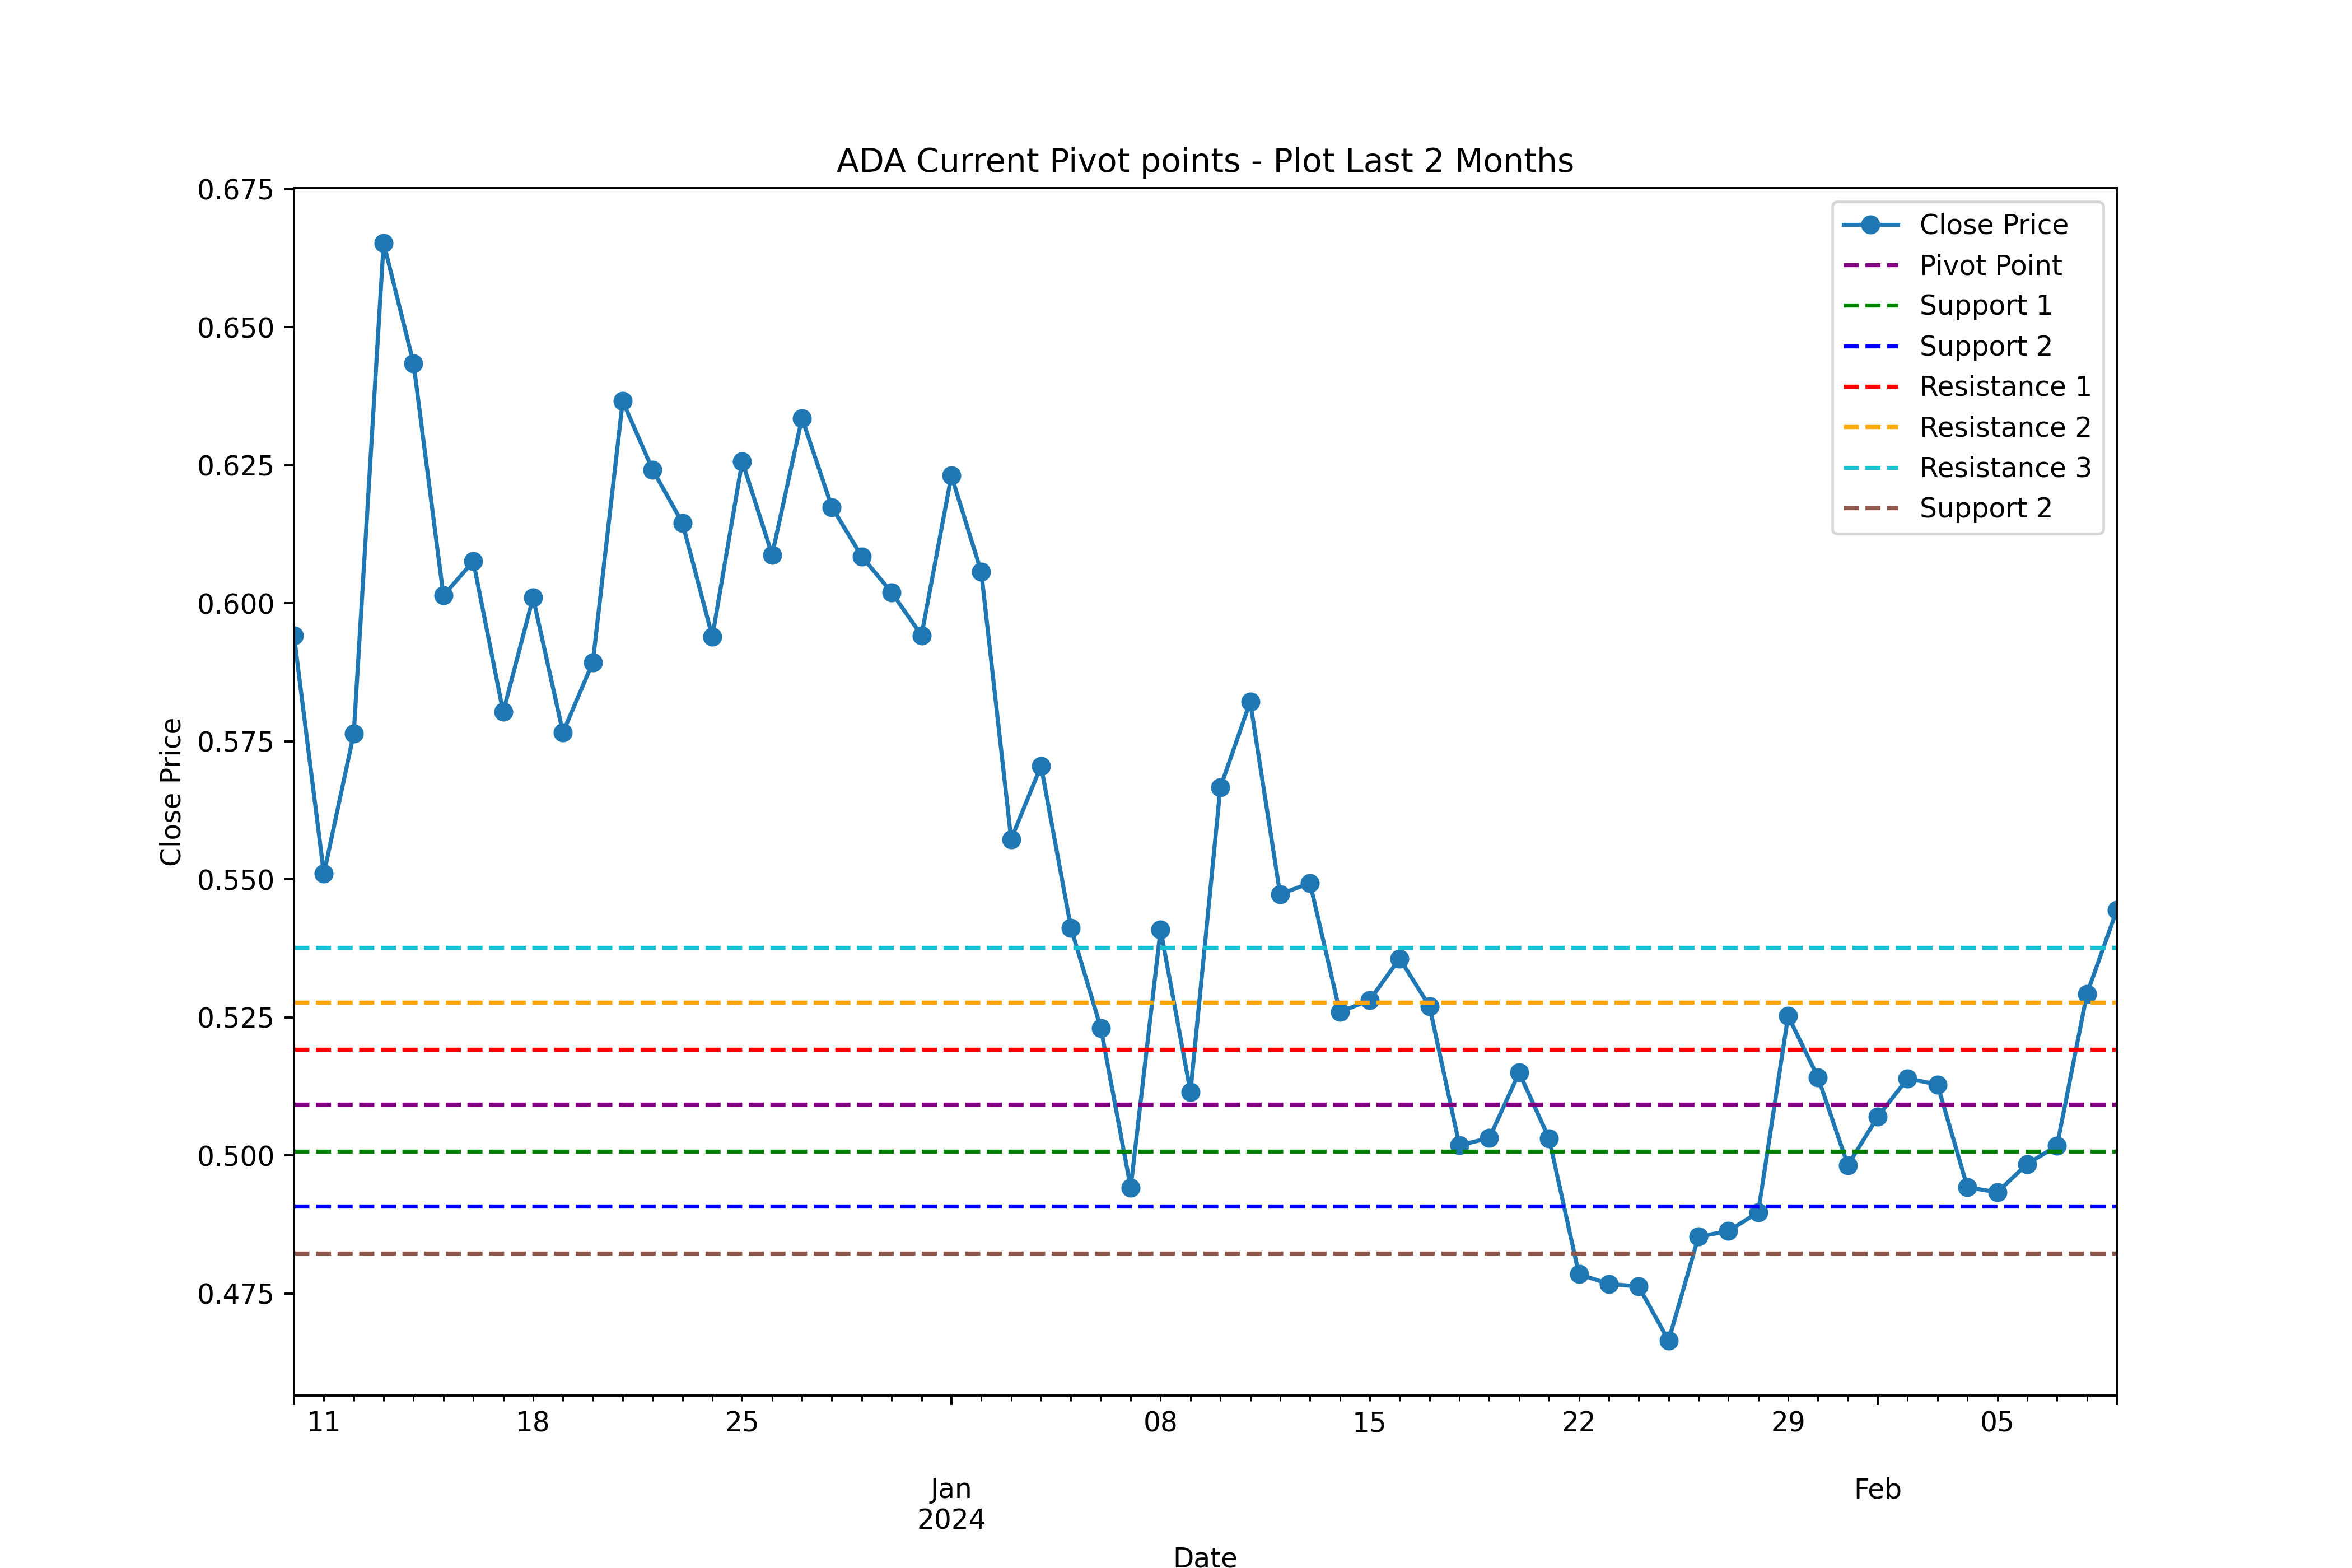 ADA Current Pivot points - Plot Last 2 Months
0.675
0.650
0.625
0.600
0.575
0.550
0.525
0.500
0.475
Close Price
Close Price
Pivot Point
Support 1
Support 2
Resistance 1
Resistance 2
Resistance 3
Support 2
11 18 25 08 15 22 29 05
Jan Feb
2024
Date